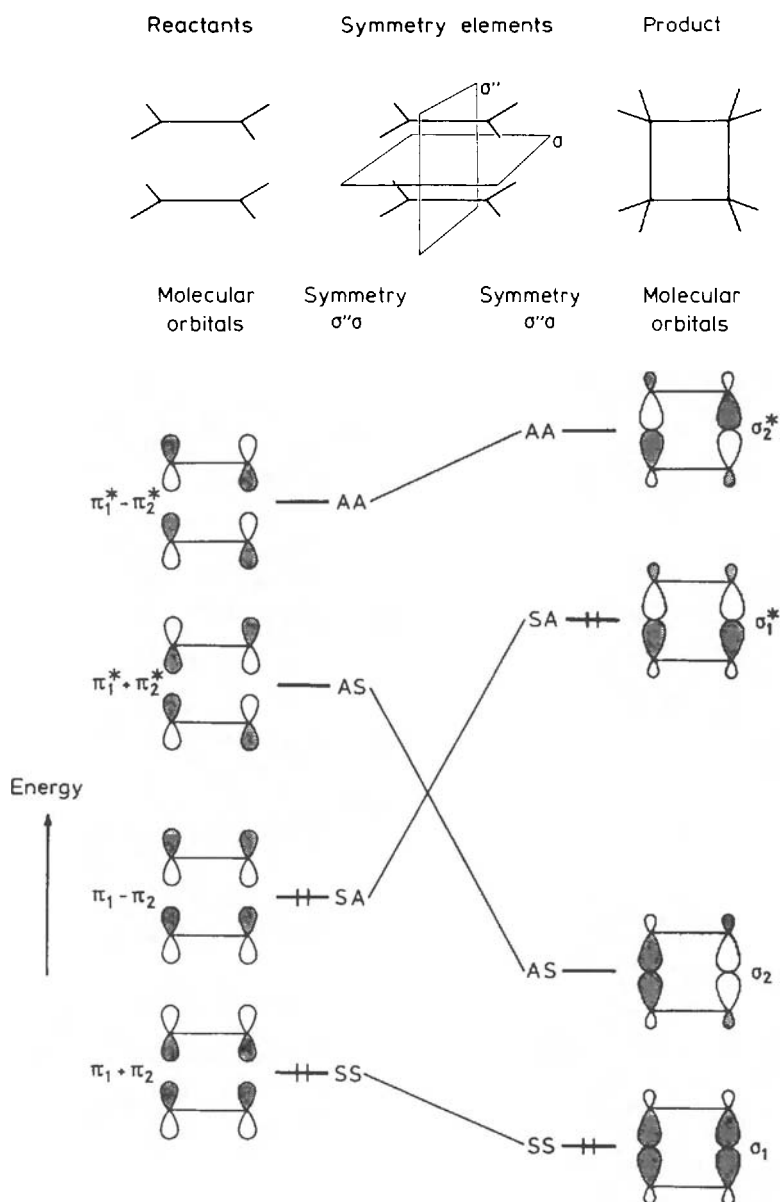 Reactants Symmetry elements Product
σ"
σ
Molecular Symmetry Symmetry Molecular
orbitals σ"σ σ"σ orbitals
AA σ₂*
π₁* - π₂* AA
SA σ₁*
π₁* + π₂* AS
Energy
π₁ - π₂ SA
AS σ₂
π₁ + π₂ SS
SS σ₁